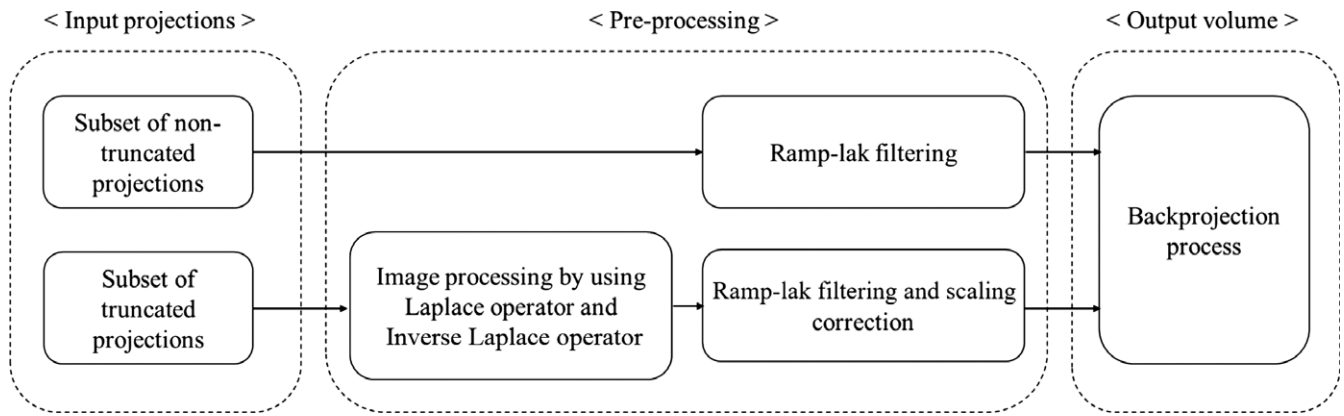 < Input projections >
< Pre-processing >
< Output volume >
Subset of non-
truncated
projections
Ramp-lak filtering
Backprojection
process
Subset of
truncated
projections
Image processing by using
Laplace operator and
Inverse Laplace operator
Ramp-lak filtering and scaling
correction